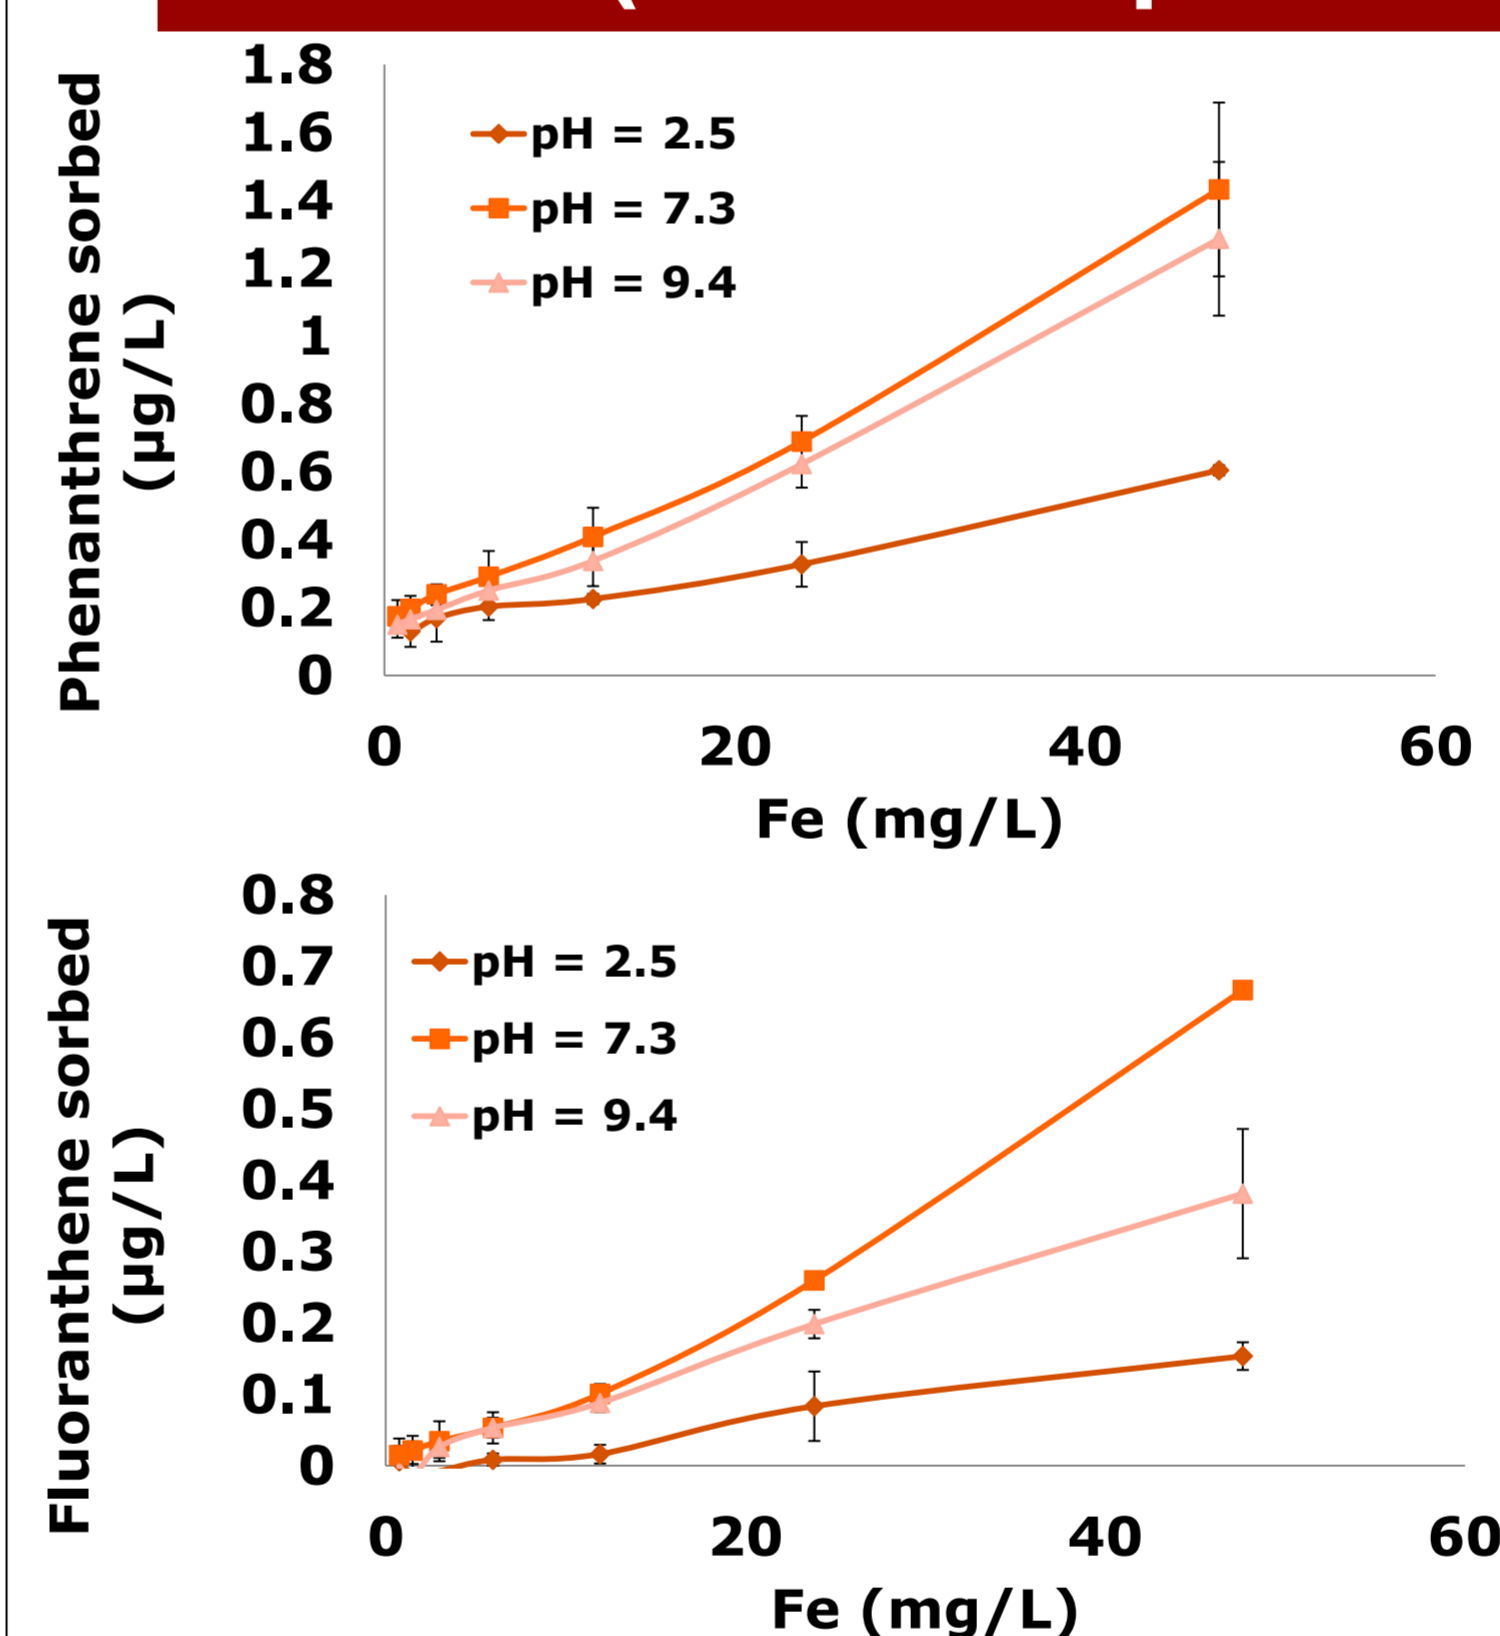 Phenanthrene sorbed
(µg/L)
1.8
1.6
1.4
1.2
1
0.8
0.6
0.4
0.2
0
pH = 2.5
pH = 7.3
pH = 9.4
0 20 40 60
Fe (mg/L)
Fluoranthene sorbed
(µg/L)
0.8
0.7
0.6
0.5
0.4
0.3
0.2
0.1
0
pH = 2.5
pH = 7.3
pH = 9.4
0 20 40 60
Fe (mg/L)